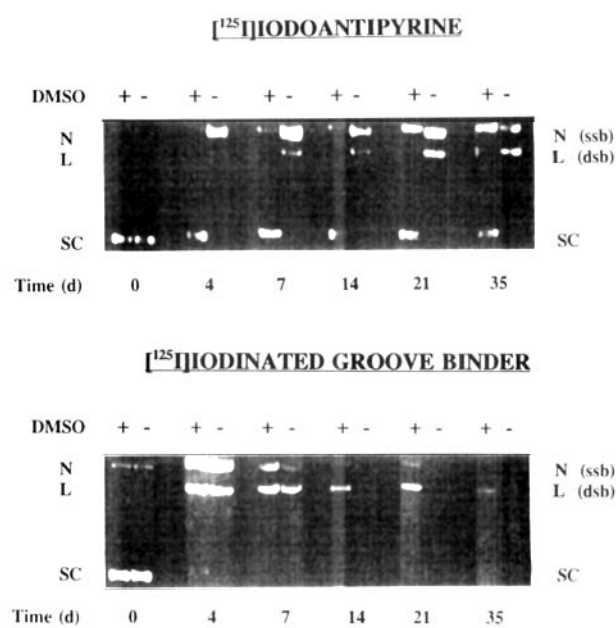 [¹²⁵I]IODOANTIPYRINE
DMSO + - + - + - + - + - + -
N N (ssb)
L L (dsb)
SC SC
Time (d) 0 4 7 14 21 35
[¹²⁵I]IODINATED GROOVE BINDER
DMSO + - + - + - + - + - + -
N N (ssb)
L L (dsb)
SC SC
Time (d) 0 4 7 14 21 35